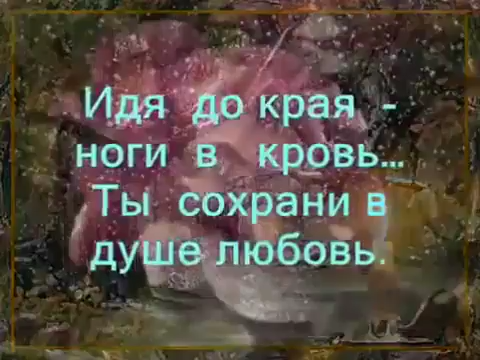 Идя до края -
ноги в кровь...
Ты сохрани в
душе любовь.